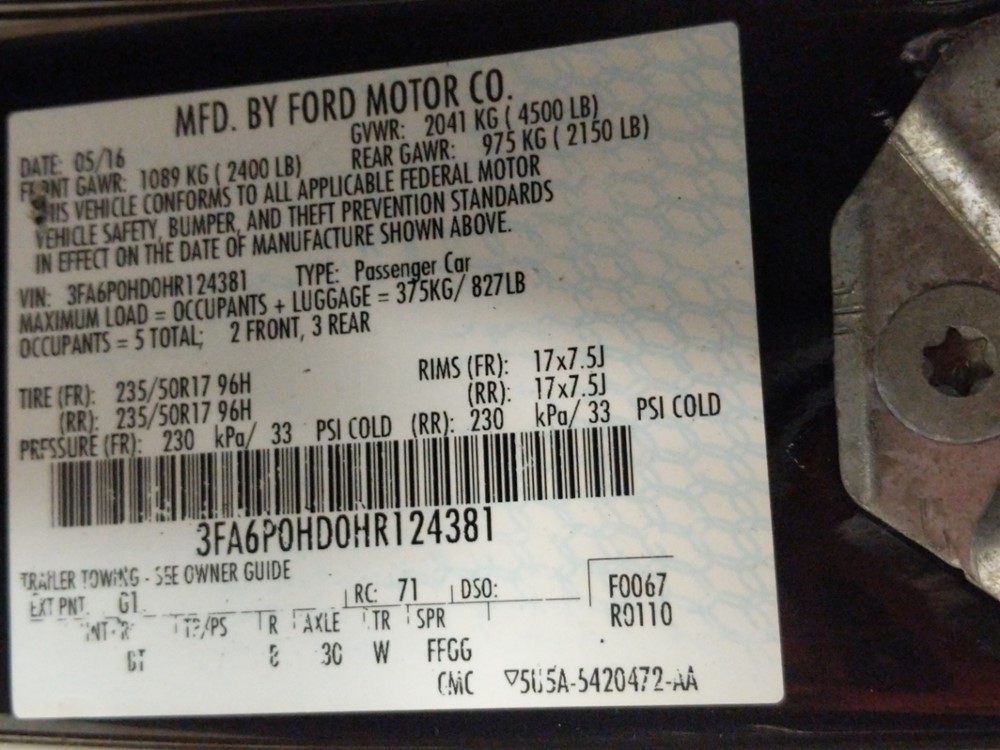 MFD. BY FORD MOTOR CO.
DATE: 05/16 GVWR: 2041 KG ( 4500 LB)
FRONT GAWR: 1089 KG ( 2400 LB) REAR GAWR: 975 KG ( 2150 LB)
THIS VEHICLE CONFORMS TO ALL APPLICABLE FEDERAL MOTOR
VEHICLE SAFETY, BUMPER, AND THEFT PREVENTION STANDARDS
IN EFFECT ON THE DATE OF MANUFACTURE SHOWN ABOVE.
VIN: 3FA6P0HD0HR124381 TYPE: Passenger Car
MAXIMUM LOAD = OCCUPANTS + LUGGAGE = 375KG/ 827LB
OCCUPANTS = 5 TOTAL; 2 FRONT, 3 REAR
TIRE (FR): 235/50R17 96H RIMS (FR): 17x7.5J
(RR): 235/50R17 96H (RR): 17x7.5J
PRESSURE (FR): 230 kPa/ 33 PSI COLD (RR): 230 kPa/ 33 PSI COLD
3FA6P0HD0HR124381
TRAILER TOWING - SEE OWNER GUIDE
EXT PNT G1 RC: 71 DSO: F0067
TP/PS R AXLE TR SPR R0110
30 W FFGG
CMC ▽5U5A-5420472-AA